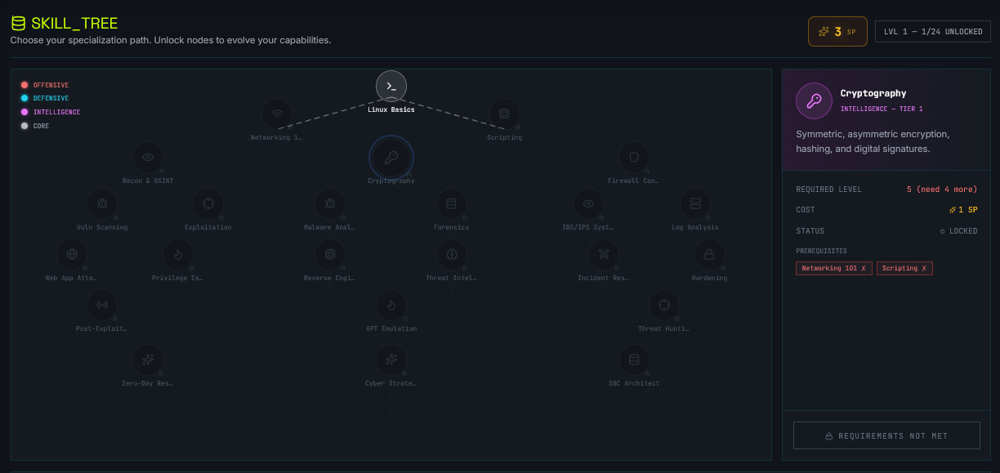 SKILL_TREE
Choose your specialization path. Unlock nodes to evolve your capabilities.
3 SP
LVL 1 — 1/24 UNLOCKED
OFFENSIVE
DEFENSIVE
INTELLIGENCE
CORE
Linux Basics
Networking 1…
Scripting
Recon & OSINT
Cryptography
Firewall Con…
Vuln Scanning
Exploitation
Malware Anal…
Forensics
IDS/IPS Syst…
Log Analysis
Web App Atta…
Privilege Es…
Reverse Engi…
Threat Intel…
Incident Res…
Hardening
Post-Exploit…
APT Emulation
Threat Hunti…
Zero-Day Res…
Cyber Strate…
SOC Architect
Cryptography
INTELLIGENCE — TIER 1
Symmetric, asymmetric encryption,
hashing, and digital signatures.
REQUIRED LEVEL 5 (need 4 more)
COST 1 SP
STATUS ○ LOCKED
PREREQUISITES
Networking 101 ✗ Scripting ✗
REQUIREMENTS NOT MET